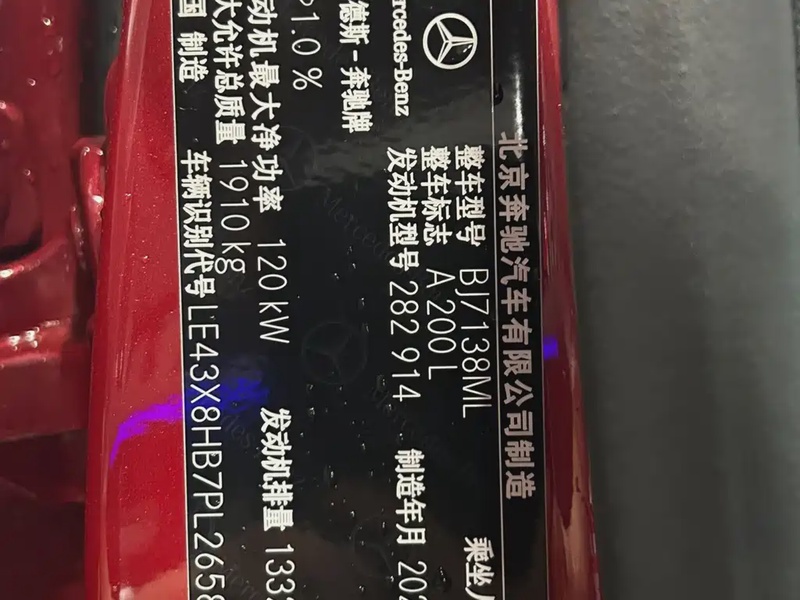 北京奔驰汽车有限公司制造
整车型号 BJ7138ML 乘坐人
整车标志 A 200 L
发动机型号 282 914 制造年月 202
Mercedes-Benz
德斯-奔驰牌
>1.0 %
动机最大净功率 120 kW 发动机排量 133
大允许总质量 1910 kg
国 制造 车辆识别代号 LE43X8HB7PL2658